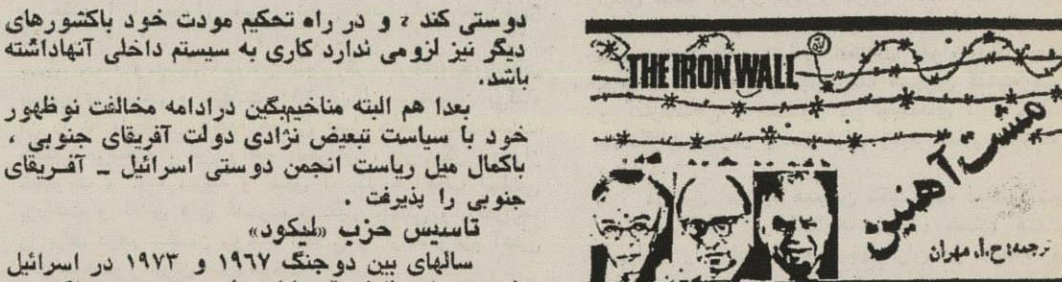 THE IRON WALL
مشت آهنین
ترجمه: ح.أ. مهران
دوستی کند ، و در راه تحکیم مودت خود باکشورهای
دیگر نیز لزومی ندارد کاری به سیستم داخلی آنهاداشته
باشد.
بعدا هم البته مناخیم‌بگین درادامه مخالفت نوظهور
خود با سیاست تبعیض نژادی دولت آفریقای جنوبی ،
باکمال میل ریاست انجمن دوستی اسرائیل ـ آفریقای
جنوبی را پذیرفت .
تاسیس حزب «لیکود»
سالهای بین دوجنگ ۱۹۶۷ و ۱۹۷۳ در اسرائیل